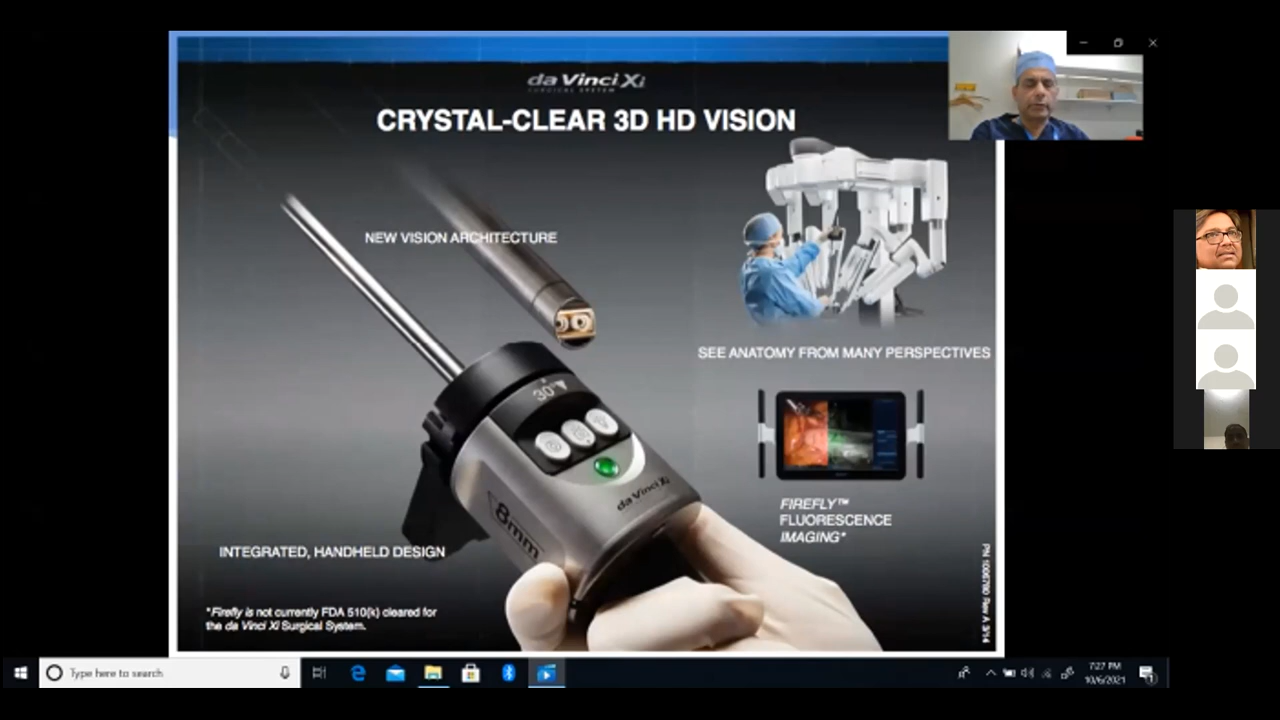 da Vinci Xi
SURGICAL SYSTEM
CRYSTAL-CLEAR 3D HD VISION
NEW VISION ARCHITECTURE
SEE ANATOMY FROM MANY PERSPECTIVES
30°
da Vinci Xi
8mm
FIREFLY™
FLUORESCENCE
IMAGING*
INTEGRATED, HANDHELD DESIGN
*Firefly is not currently FDA 510(k) cleared for
the da Vinci Xi Surgical System.
Type here to search
7:27 PM
10/6/2021
1